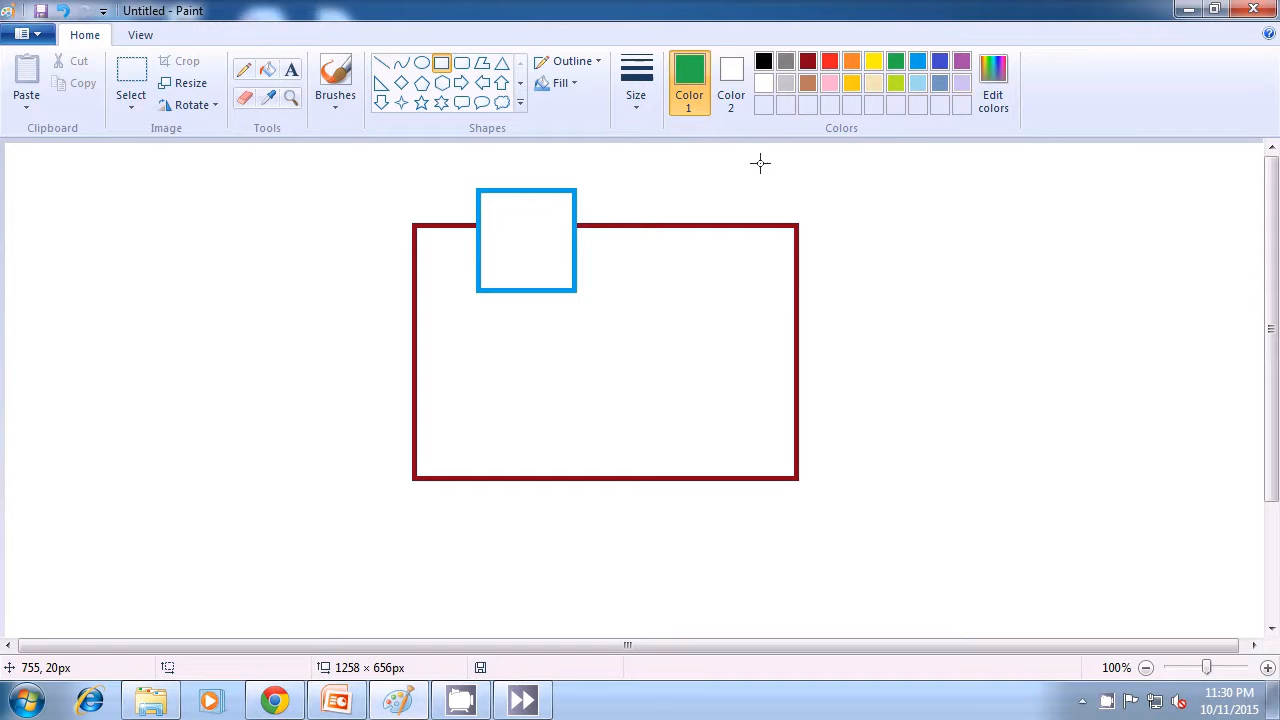 Untitled - Paint
Home
View
Paste
Cut
Copy
Clipboard
Select
Crop
Resize
Rotate
Image
A
Tools
Brushes
Shapes
Outline
Fill
Size
Color 1
Color 2
Edit colors
Colors
755, 20px
1258 × 656px
100%
11:30 PM
10/11/2015